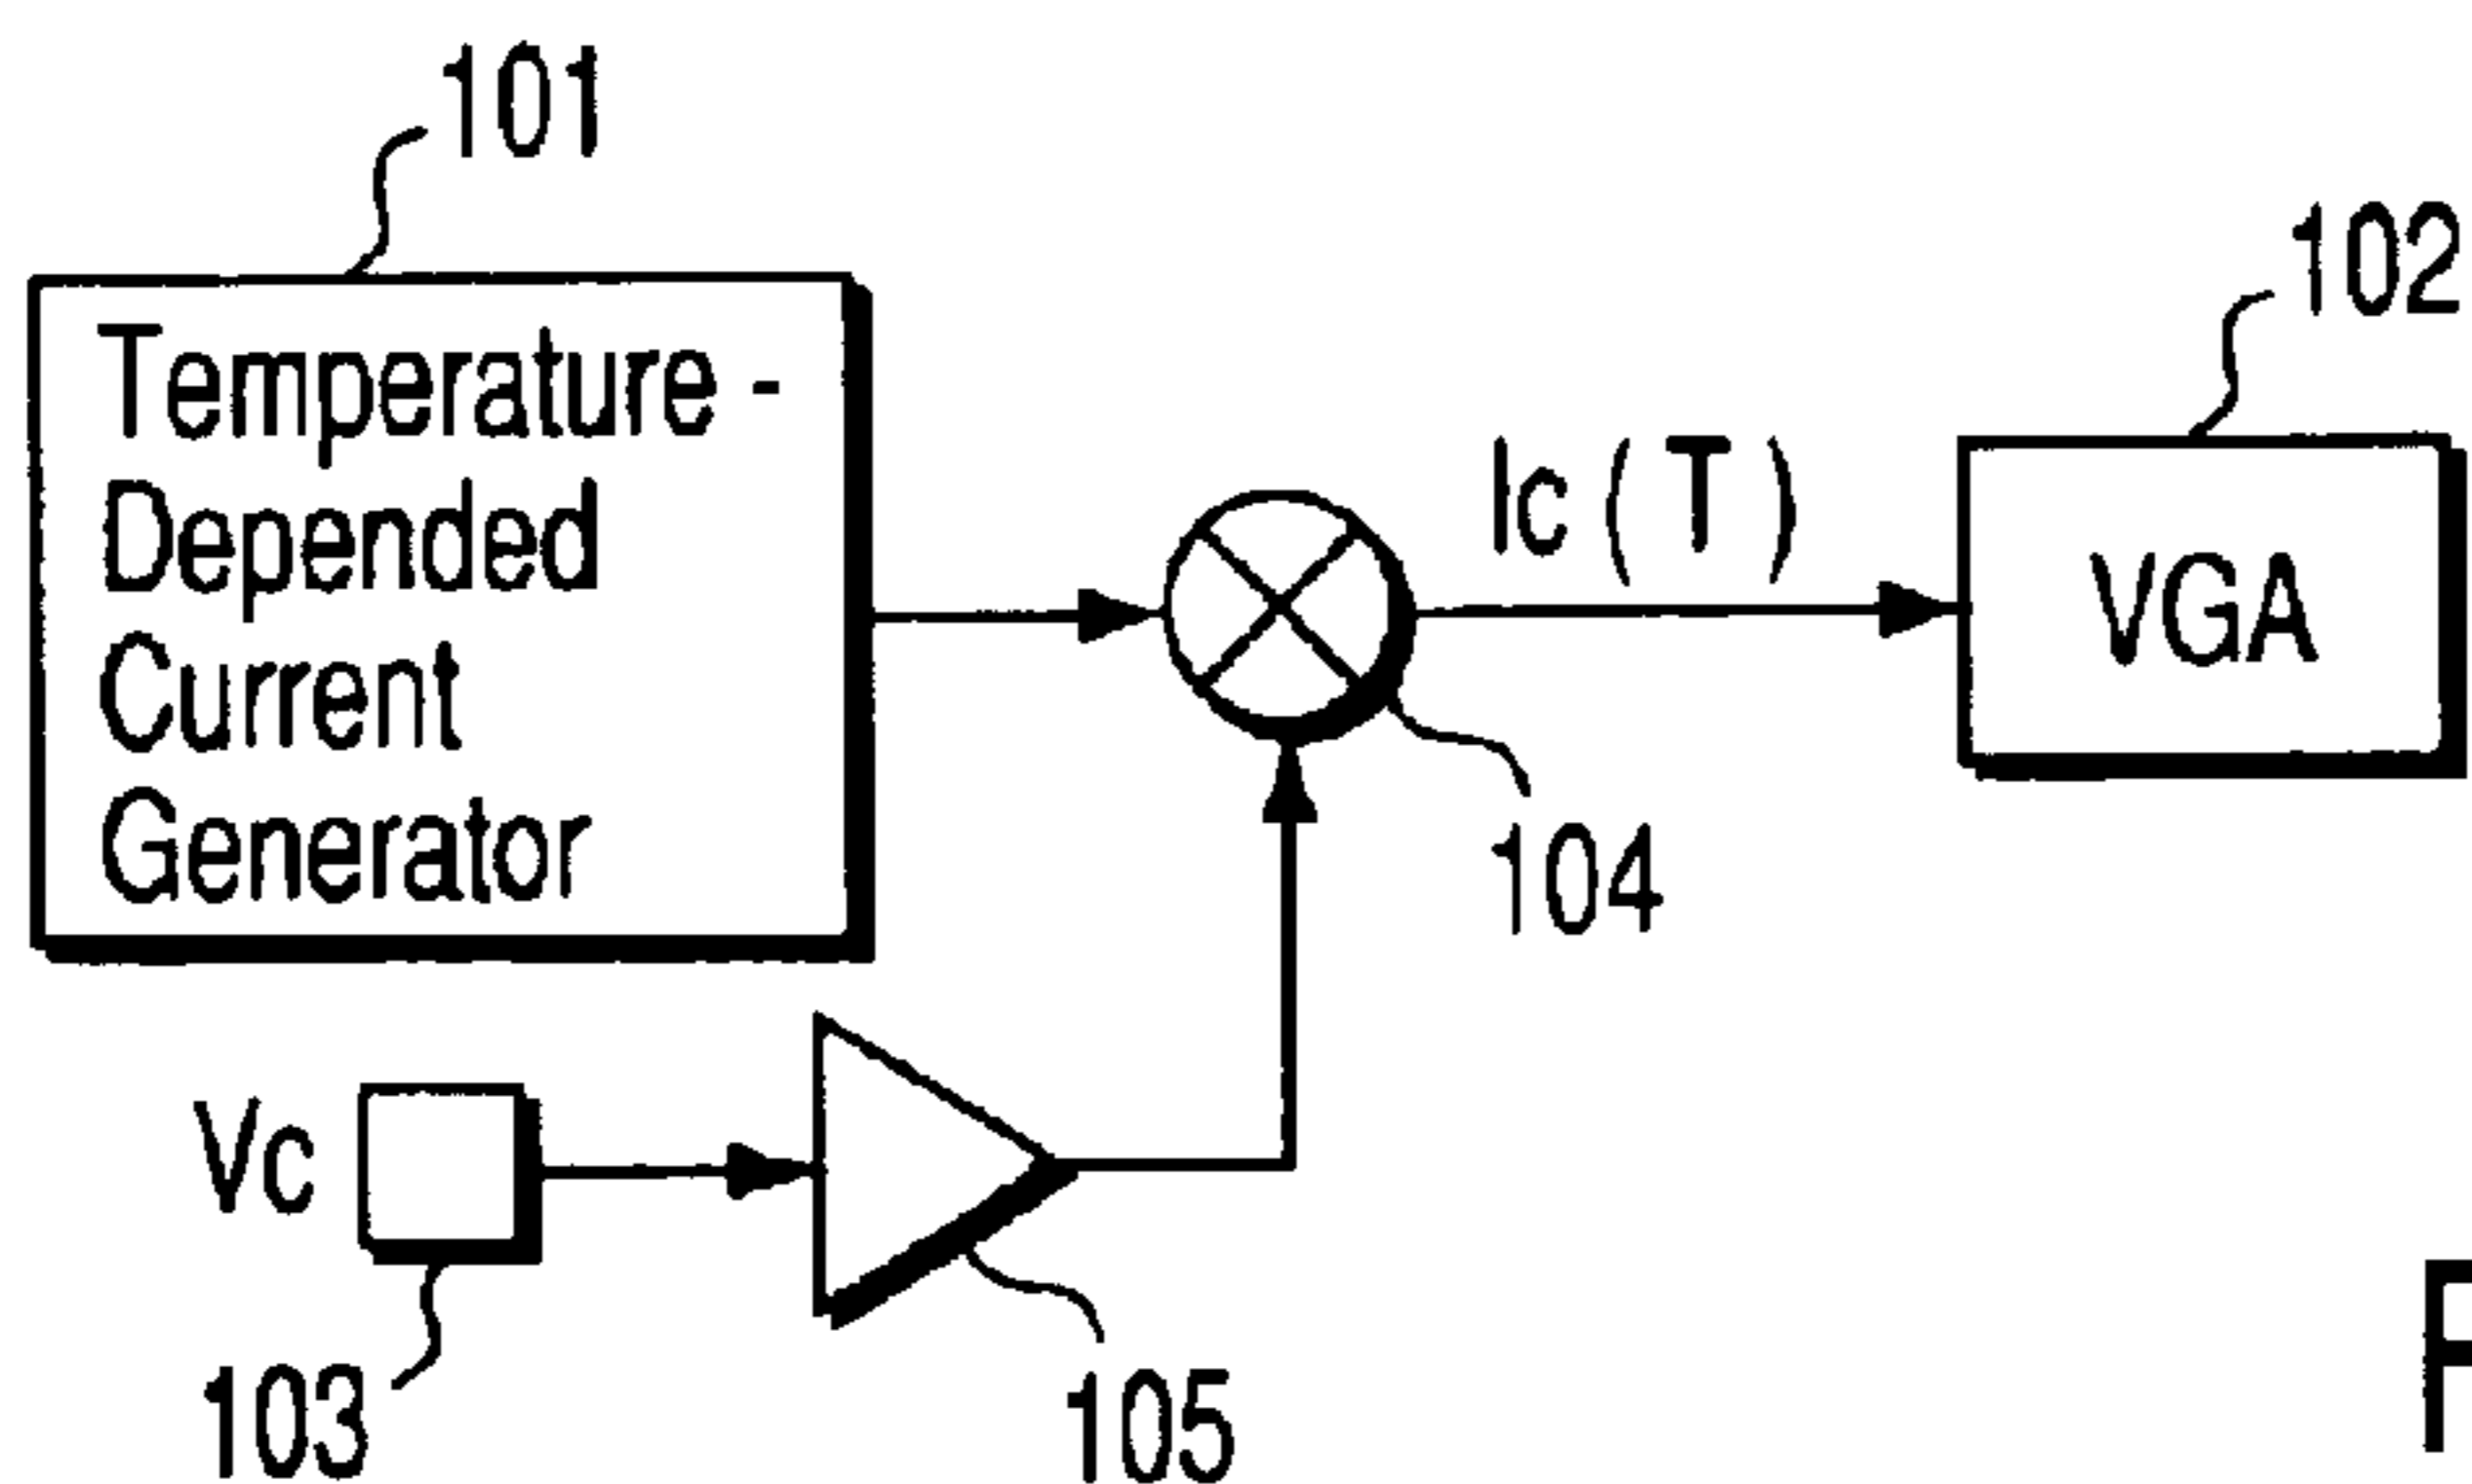 101
102
Temperature -
Depended
Current
Generator
Ic ( T )
VGA
104
Vc
103
105
F